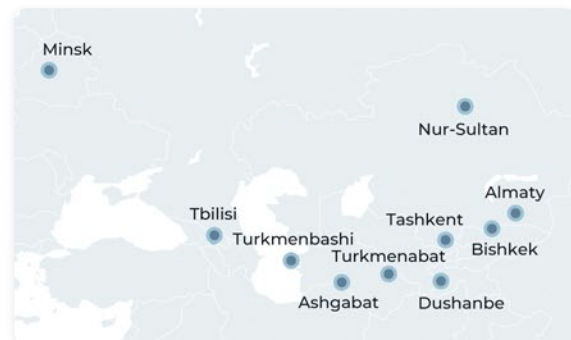 Minsk
Nur-Sultan
Almaty
Tbilisi
Tashkent
Turkmenbashi
Bishkek
Turkmenabat
Ashgabat
Dushanbe